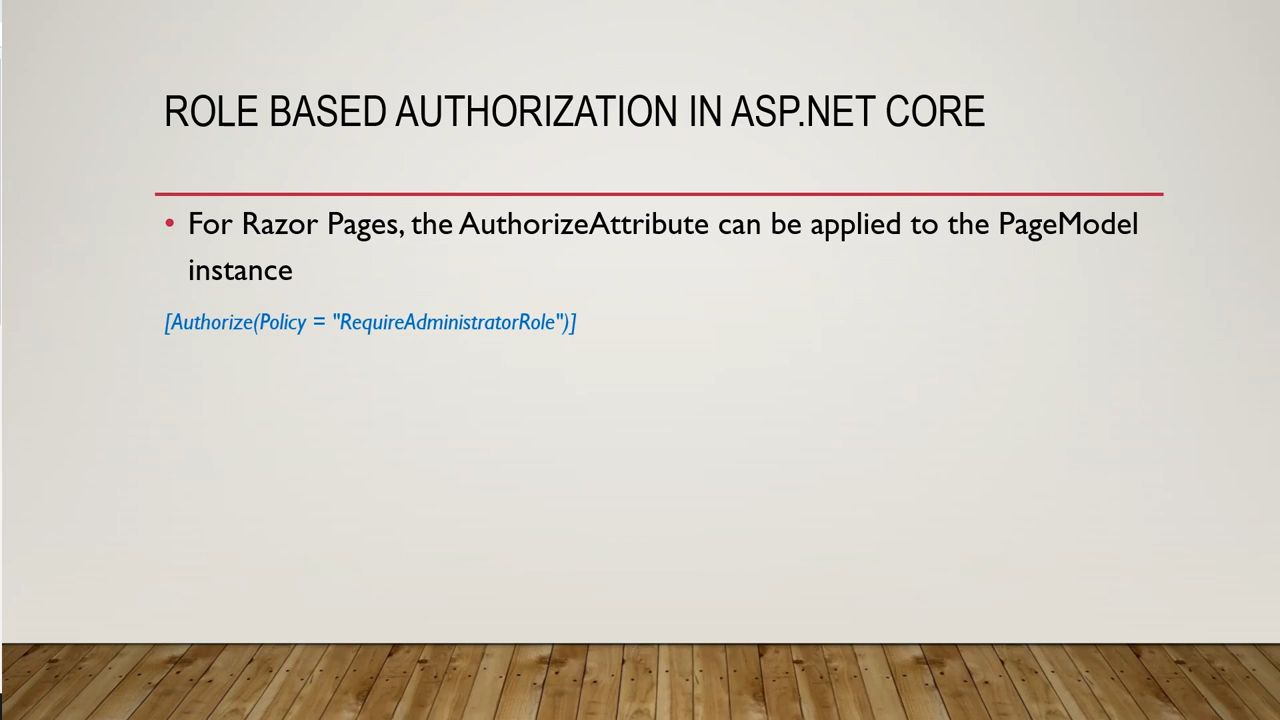 ROLE BASED AUTHORIZATION IN ASP.NET CORE
• For Razor Pages, the AuthorizeAttribute can be applied to the PageModel
instance
[Authorize(Policy = "RequireAdministratorRole")]